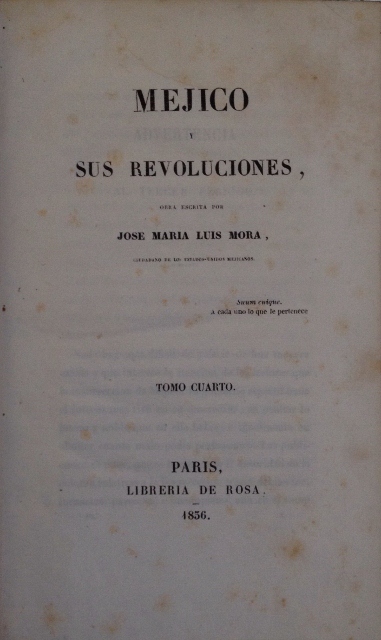 MEJICO
Y
SUS REVOLUCIONES,
OBRA ESCRITA POR
JOSE MARIA LUIS MORA,
CIUDADANO DE LOS ESTADOS-UNIDOS MEJICANOS.
Suum cuique.
A cada uno lo que le pertenece
TOMO CUARTO.
PARIS,
LIBRERIA DE ROSA.
1836.